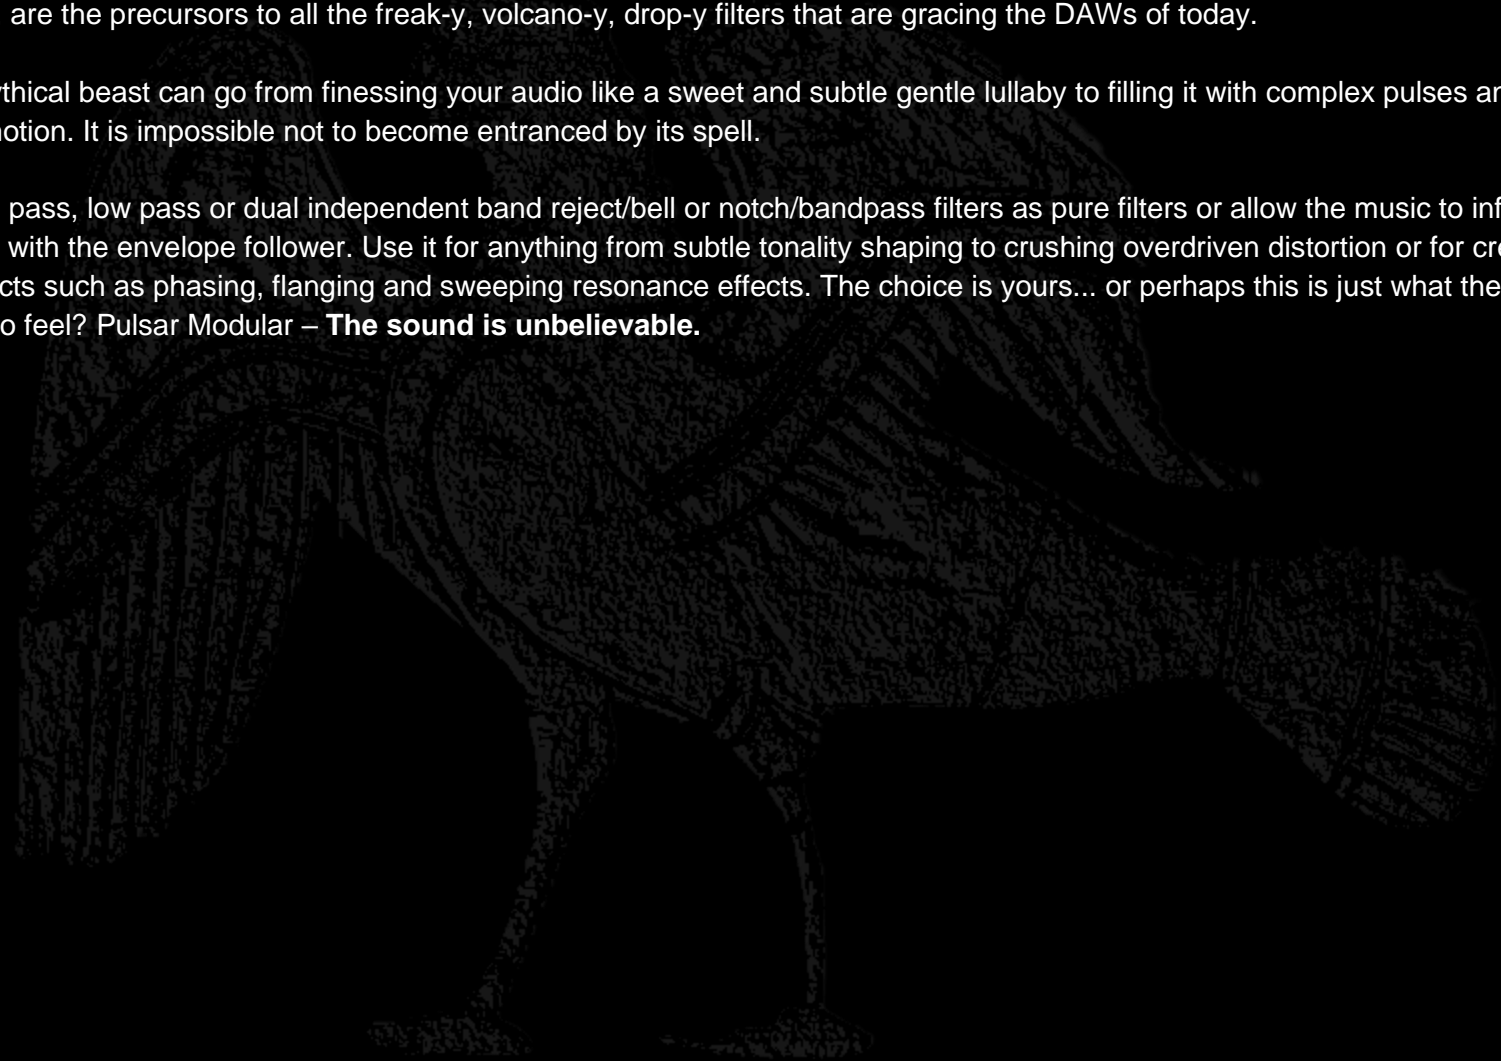 are the precursors to all the freak-y, volcano-y, drop-y filters that are gracing the DAWs of today.
thical beast can go from finessing your audio like a sweet and subtle gentle lullaby to filling it with complex pulses an
otion. It is impossible not to become entranced by its spell.
pass, low pass or dual independent band reject/bell or notch/bandpass filters as pure filters or allow the music to inf
with the envelope follower. Use it for anything from subtle tonality shaping to crushing overdriven distortion or for cre
cts such as phasing, flanging and sweeping resonance effects. The choice is yours... or perhaps this is just what the
o feel? Pulsar Modular – The sound is unbelievable.